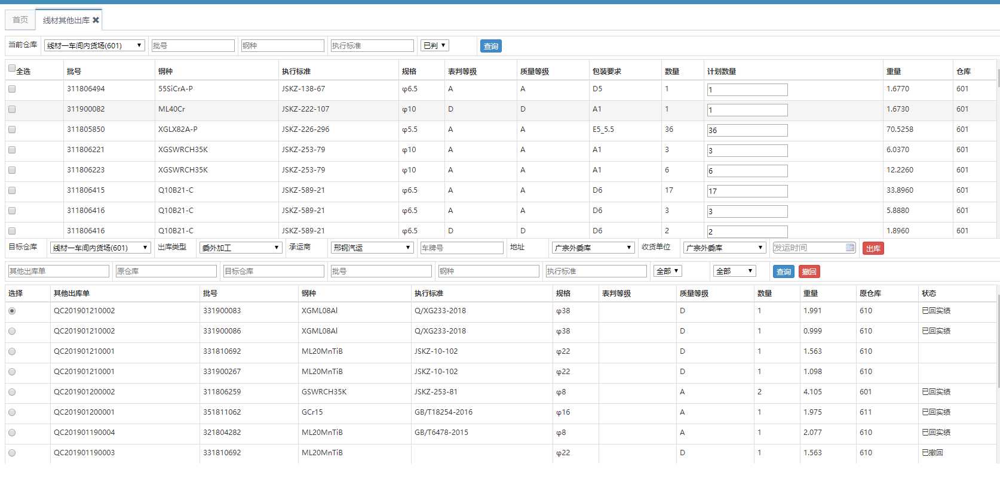 首页 线材其他出库 ✖
当前仓库 线材一车间内货场(601) 批号 钢种 执行标准 已判 查询
全选 批号 钢种 执行标准 规格 表判等级 质量等级 包装要求 数量 计划数量 重量 仓库
311806494 55SiCrA-P JSKZ-138-67 φ6.5 A A D5 1 1 1.6770 601
311900082 ML40Cr JSKZ-222-107 φ10 D D A1 1 1 1.6730 601
311805850 XGLX82A-P JSKZ-226-296 φ5.5 A A E5_5.5 36 36 70.5258 601
311806221 XGSWRCH35K JSKZ-253-79 φ10 A A A1 3 3 6.0370 601
311806223 XGSWRCH35K JSKZ-253-79 φ10 A A A1 6 6 12.2260 601
311806415 Q10B21-C JSKZ-589-21 φ6.5 A A D6 17 17 33.8960 601
311806416 Q10B21-C JSKZ-589-21 φ6.5 A A D6 3 3 5.8880 601
311806416 Q10B21-C JSKZ-589-21 φ6.5 D D D6 2 2 1.8960 601
目标仓库 线材一车间内货场(601) 出库类型 委外加工 承运商 邢钢汽运 车牌号 地址 广宗外委库 收货单位 广宗外委库 发运时间 出库
其他出库单 原仓库 目标仓库 批号 钢种 执行标准 全部 全部 查询 撤回
选择 其他出库单 批号 钢种 执行标准 规格 表判等级 质量等级 数量 重量 原仓库 状态
QC201901210002 331900083 XGML08Al Q/XG233-2018 φ38 D 1 1.991 610 已回实绩
QC201901210002 331900086 XGML08Al Q/XG233-2018 φ38 D 1 0.999 610 已回实绩
QC201901210001 331810692 ML20MnTiB JSKZ-10-102 φ22 D 1 1.563 610
QC201901210001 331900267 ML20MnTiB JSKZ-10-102 φ22 D 1 1.098 610
QC201901200002 311806259 GSWRCH35K JSKZ-253-81 φ8 A 2 4.105 601 已回实绩
QC201901200001 351811062 GCr15 GB/T18254-2016 φ16 A 1 1.975 611 已回实绩
QC201901190004 321804282 ML20MnTiB GB/T6478-2015 φ8 A 1 2.077 610 已回实绩
QC201901190003 331810692 ML20MnTiB φ22 D 1 1.563 610 已撤回